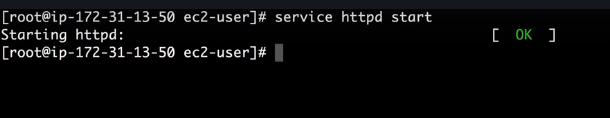 [root@ip-172-31-13-50 ec2-user]# service httpd start
Starting httpd:                                            [  OK  ]
[root@ip-172-31-13-50 ec2-user]#